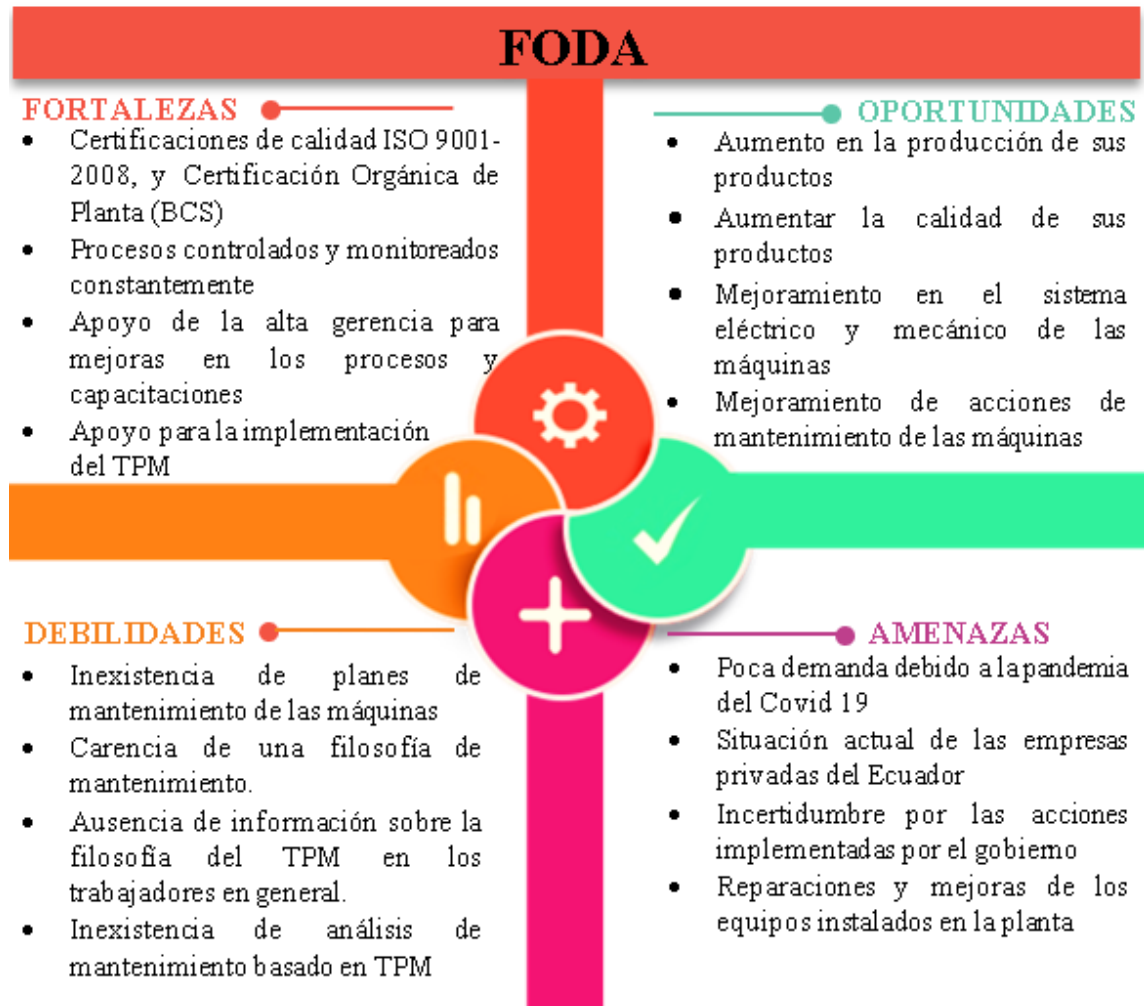 FODA
FORTALEZAS
• Certificaciones de calidad ISO 9001-
2008, y Certificación Orgánica de
Planta (BCS)
• Procesos controlados y monitoreados
constantemente
• Apoyo de la alta gerencia para
mejoras en los procesos y
capacitaciones
• Apoyo para la implementación
del TPM
OPORTUNIDADES
• Aumento en la producción de sus
productos
• Aumentar la calidad de sus
productos
• Mejoramiento en el sistema
eléctrico y mecánico de las
máquinas
• Mejoramiento de acciones de
mantenimiento de las máquinas
DEBILIDADES
• Inexistencia de planes de
mantenimiento de las máquinas
• Carencia de una filosofía de
mantenimiento.
• Ausencia de información sobre la
filosofía del TPM en los
trabajadores en general.
• Inexistencia de análisis de
mantenimiento basado en TPM
AMENAZAS
• Poca demanda debido a la pandemia
del Covid 19
• Situación actual de las empresas
privadas del Ecuador
• Incertidumbre por las acciones
implementadas por el gobierno
• Reparaciones y mejoras de los
equipos instalados en la planta